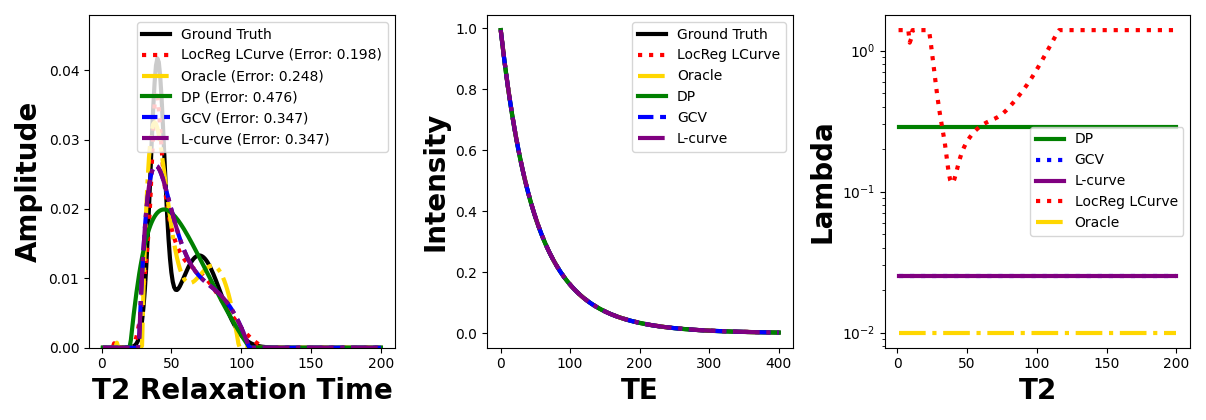 Amplitude
0.04
0.03
0.02
0.01
0.00
0
50
100
150
200
T2 Relaxation Time
Ground Truth
LocReg LCurve (Error: 0.198)
Oracle (Error: 0.248)
DP (Error: 0.476)
GCV (Error: 0.347)
L-curve (Error: 0.347)
Intensity
1.0
0.8
0.6
0.4
0.2
0.0
0
100
200
300
400
TE
Ground Truth
LocReg LCurve
Oracle
DP
GCV
L-curve
Lambda
10⁰
10⁻¹
10⁻²
0
50
100
150
200
T2
DP
GCV
L-curve
LocReg LCurve
Oracle